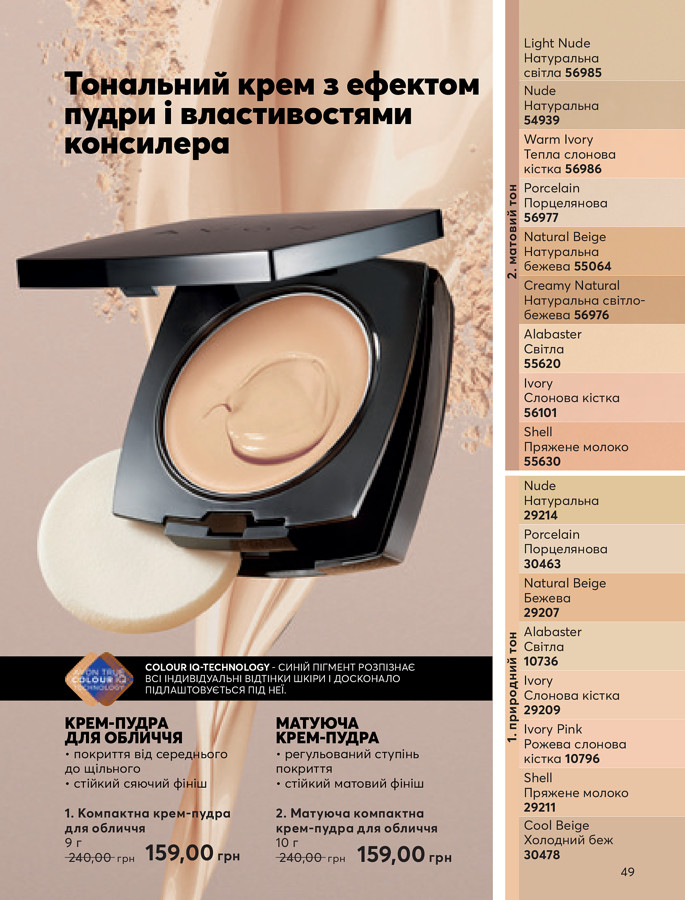 Тональний крем з ефектом
пудри і властивостями
консилера
AVON
AVON TRUE
COLOUR IQ
TECHNOLOGY
COLOUR IQ-TECHNOLOGY - СИНІЙ ПІГМЕНТ РОЗПІЗНАЄ
ВСІ ІНДИВІДУАЛЬНІ ВІДТІНКИ ШКІРИ І ДОСКОНАЛО
ПІДЛАШТОВУЄТЬСЯ ПІД НЕЇ.
КРЕМ-ПУДРА
ДЛЯ ОБЛИЧЧЯ
• покриття від середнього
до щільного
• стійкий сяючий фініш
1. Компактна крем-пудра
для обличчя
9 г
240,00 грн 159,00 грн
МАТУЮЧА
КРЕМ-ПУДРА
• регульований ступінь
покриття
• стійкий матовий фініш
2. Матуюча компактна
крем-пудра для обличчя
10 г
240,00 грн 159,00 грн
2. матовий тон
Light Nude
Натуральна
світла 56985
Nude
Натуральна
54939
Warm Ivory
Тепла слонова
кістка 56986
Porcelain
Порцелянова
56977
Natural Beige
Натуральна
бежева 55064
Creamy Natural
Натуральна світло-
бежева 56976
Alabaster
Світла
55620
Ivory
Слонова кістка
56101
Shell
Пряжене молоко
55630
1. природний тон
Nude
Натуральна
29214
Porcelain
Порцелянова
30463
Natural Beige
Бежева
29207
Alabaster
Світла
10736
Ivory
Слонова кістка
29209
Ivory Pink
Рожева слонова
кістка 10796
Shell
Пряжене молоко
29211
Cool Beige
Холодний беж
30478
49